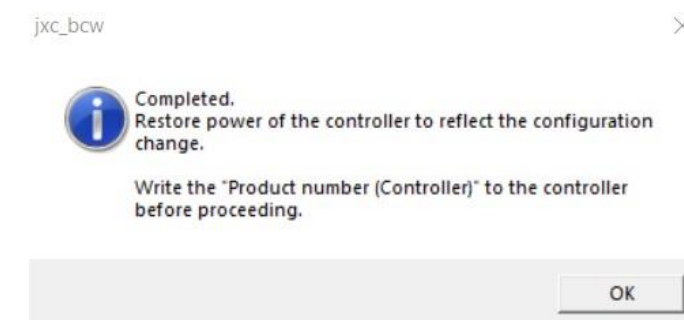 jxc_bcw
Completed.
Restore power of the controller to reflect the configuration
change.
Write the "Product number (Controller)" to the controller
before proceeding.
OK